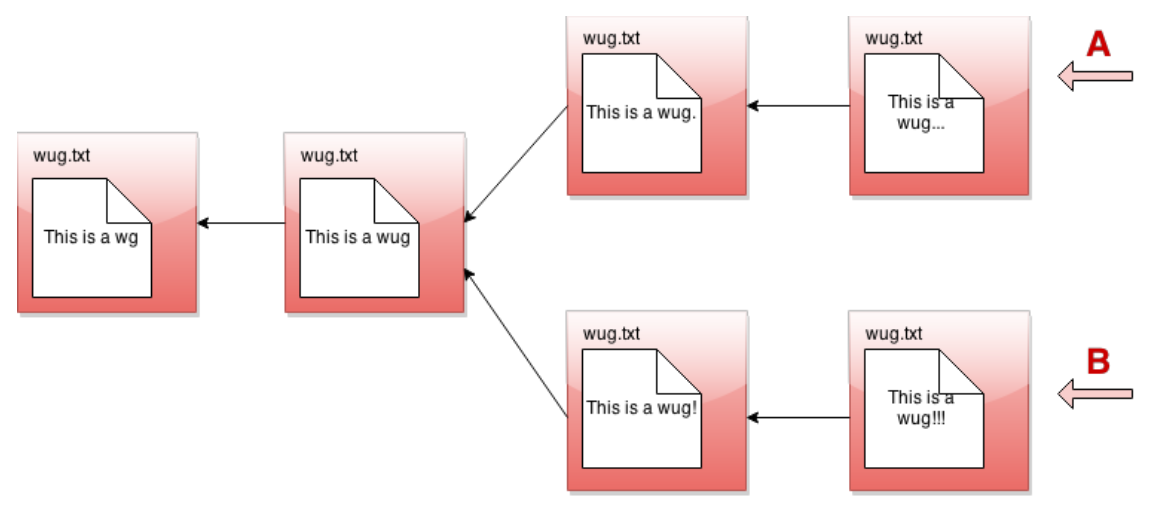 wug.txt
This is a wg
wug.txt
This is a wug
wug.txt
This is a wug.
wug.txt
This is a
wug...
A
wug.txt
This is a wug!
wug.txt
This is a
wug!!!
B